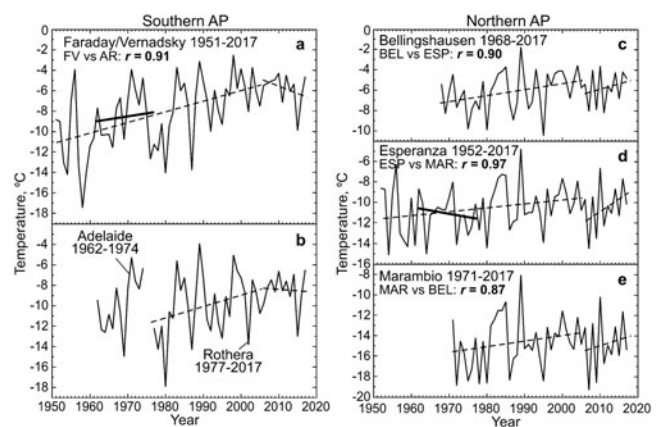 Southern AP
Northern AP
Temperature, °C
Faraday/Vernadsky 1951-2017
a
FV vs AR: r = 0.91
0
-2
-4
-6
-8
-10
-12
-14
-16
-18
b
Adelaide
1962-1974
Rothera
1977-2017
-4
-6
-8
-10
-12
-14
-16
-18
1950 1960 1970 1980 1990 2000 2010 2020
Year
Temperature, °C
Bellingshausen 1968-2017
c
BEL vs ESP: r = 0.90
0
-2
-4
-6
-8
-10
Esperanza 1952-2017
d
ESP vs MAR: r = 0.97
-6
-8
-10
-12
-14
-16
Marambio 1971-2017
e
MAR vs BEL: r = 0.87
-8
-10
-12
-14
-16
-18
-20
1950 1960 1970 1980 1990 2000 2010 2020
Year